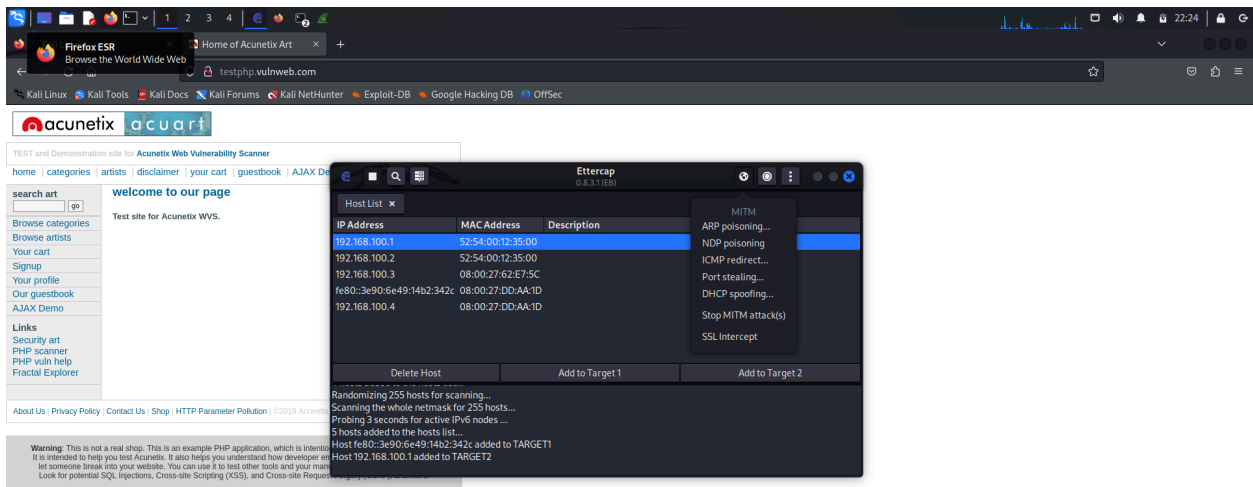 1 2 3 4
22:24
Firefox ESR
Browse the World Wide Web
Home of Acunetix Art × +
testphp.vulnweb.com
Kali Linux Kali Tools Kali Docs Kali Forums Kali NetHunter Exploit-DB Google Hacking DB OffSec
acunetix acuart
TEST and Demonstration site for Acunetix Web Vulnerability Scanner
home | categories | artists | disclaimer | your cart | guestbook | AJAX De
search art
go
Browse categories
Browse artists
Your cart
Signup
Your profile
Our guestbook
AJAX Demo
Links
Security art
PHP scanner
PHP vuln help
Fractal Explorer
welcome to our page
Test site for Acunetix WVS.
About Us | Privacy Policy | Contact Us | Shop | HTTP Parameter Pollution | ©2019 Acunetix
Warning: This is not a real shop. This is an example PHP application, which is intentio
It is intended to help you test Acunetix. It also helps you understand how developer er
let someone break into your website. You can use it to test other tools and your man
Look for potential SQL Injections, Cross-site Scripting (XSS), and Cross-site Reques
Ettercap
0.8.3.1 (EB)
Host List ×
IP Address MAC Address Description
192.168.100.1 52:54:00:12:35:00
192.168.100.2 52:54:00:12:35:00
192.168.100.3 08:00:27:62:E7:5C
fe80::3e90:6e49:14b2:342c 08:00:27:DD:AA:1D
192.168.100.4 08:00:27:DD:AA:1D
MITM
ARP poisoning...
NDP poisoning
ICMP redirect...
Port stealing...
DHCP spoofing...
Stop MITM attack(s)
SSL Intercept
Delete Host Add to Target 1 Add to Target 2
Randomizing 255 hosts for scanning...
Scanning the whole netmask for 255 hosts...
Probing 3 seconds for active IPv6 nodes ...
5 hosts added to the hosts list...
Host fe80::3e90:6e49:14b2:342c added to TARGET1
Host 192.168.100.1 added to TARGET2